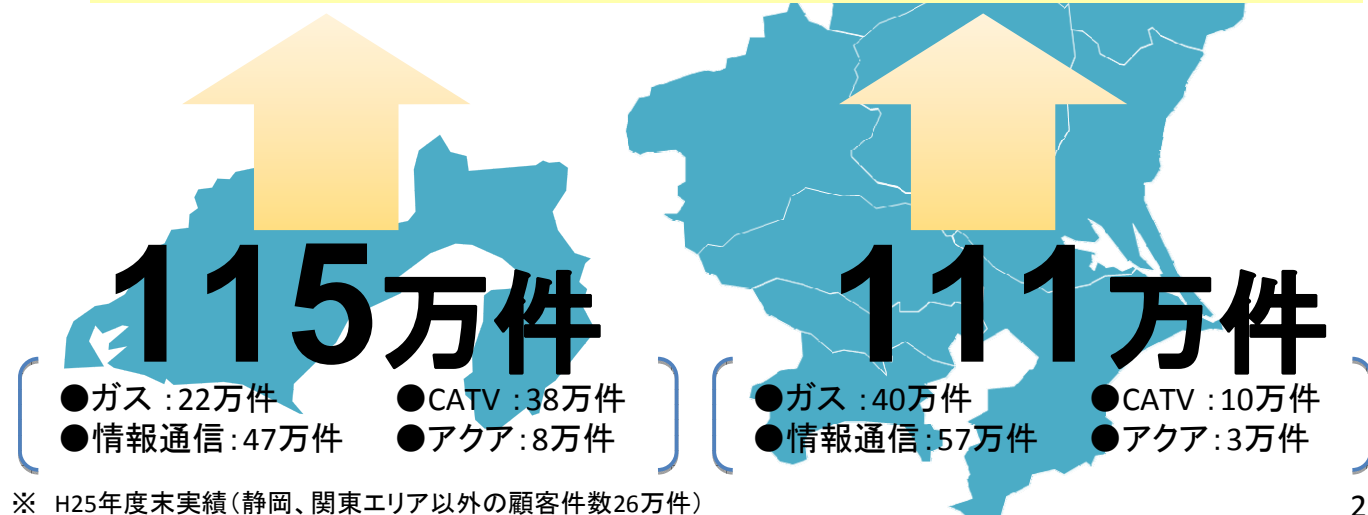 115万件
●ガス：22万件 ●CATV：38万件
●情報通信：47万件 ●アクア：8万件
111万件
●ガス：40万件 ●CATV：10万件
●情報通信：57万件 ●アクア：3万件
※ H25年度末実績（静岡、関東エリア以外の顧客件数26万件）
2